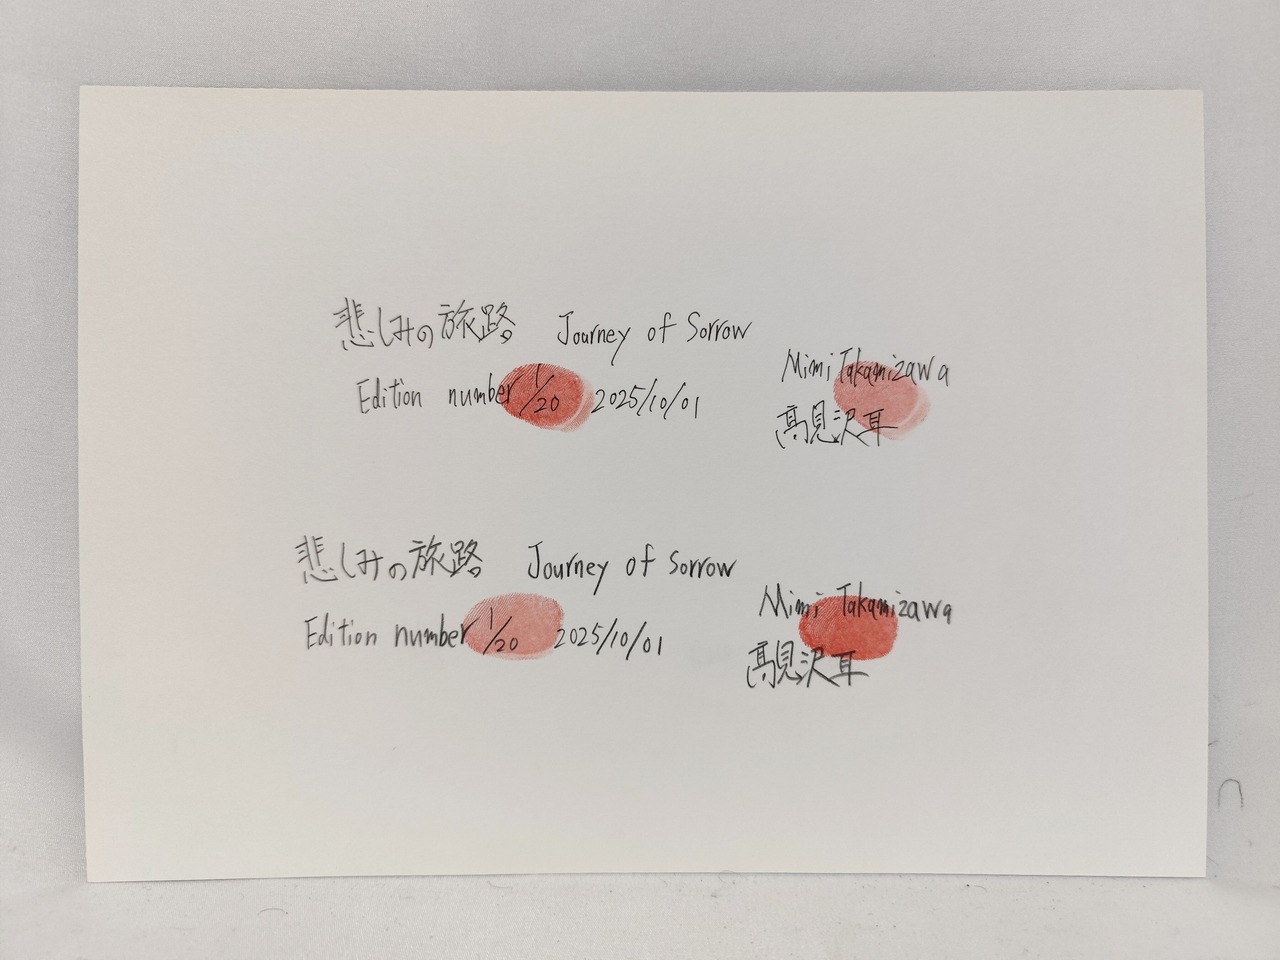 悲しみの旅路 Journey of Sorrow
Edition number 1/20 2025/10/01
Mimi Takamizawa
高見沢耳
悲しみの旅路 Journey of Sorrow
Edition number 1/20 2025/10/01
Mimi Takamizawa
高見沢耳